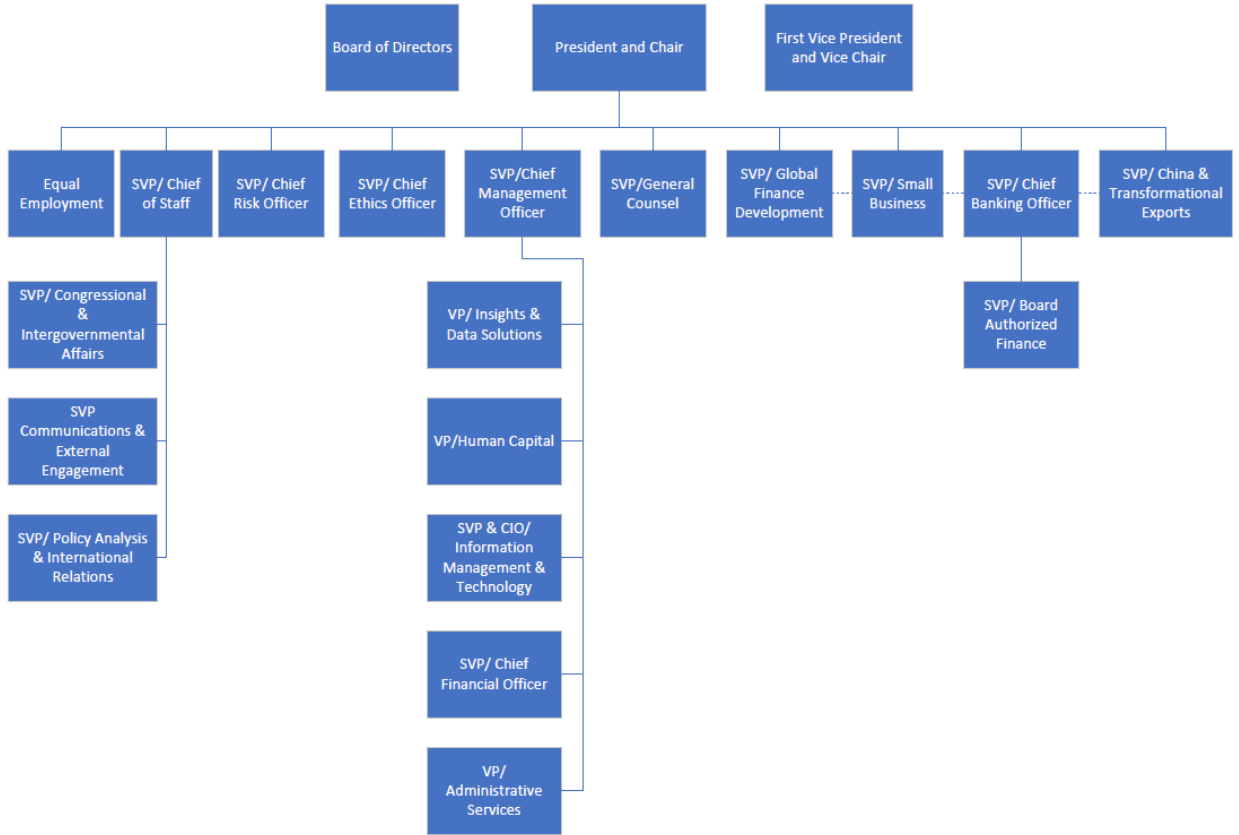 Board of Directors
President and Chair
First Vice President
and Vice Chair
Equal
Employment
SVP/ Chief
of Staff
SVP/ Chief
Risk Officer
SVP/ Chief
Ethics Officer
SVP/Chief
Management
Officer
SVP/General
Counsel
SVP/ Global
Finance
Development
SVP/ Small
Business
SVP/ Chief
Banking Officer
SVP/ China &
Transformational
Exports
SVP/ Congressional
&
Intergovernmental
Affairs
SVP
Communications &
External
Engagement
SVP/ Policy Analysis
& International
Relations
VP/ Insights &
Data Solutions
VP/Human Capital
SVP & CIO/
Information
Management &
Technology
SVP/ Chief
Financial Officer
VP/
Administrative
Services
SVP/ Board
Authorized
Finance